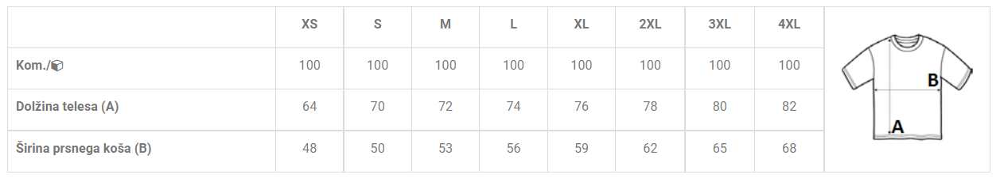 XS S M L XL 2XL 3XL 4XL
Kom./ 100 100 100 100 100 100 100 100
Dolžina telesa (A) 64 70 72 74 76 78 80 82
Širina prsnega koša (B) 48 50 53 56 59 62 65 68
B
A